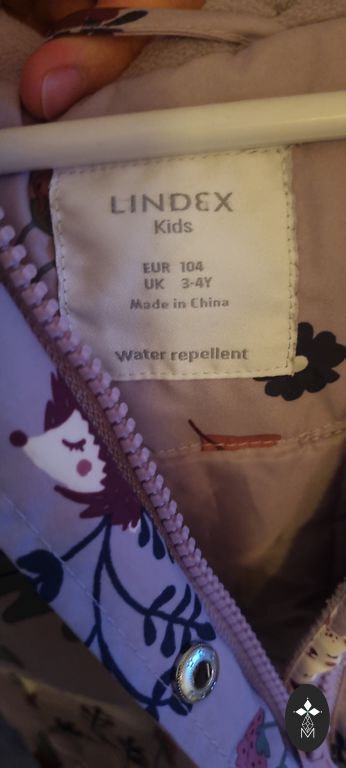 LINDEX
Kids
EUR 104
UK 3-4Y
Made in China
Water repellent